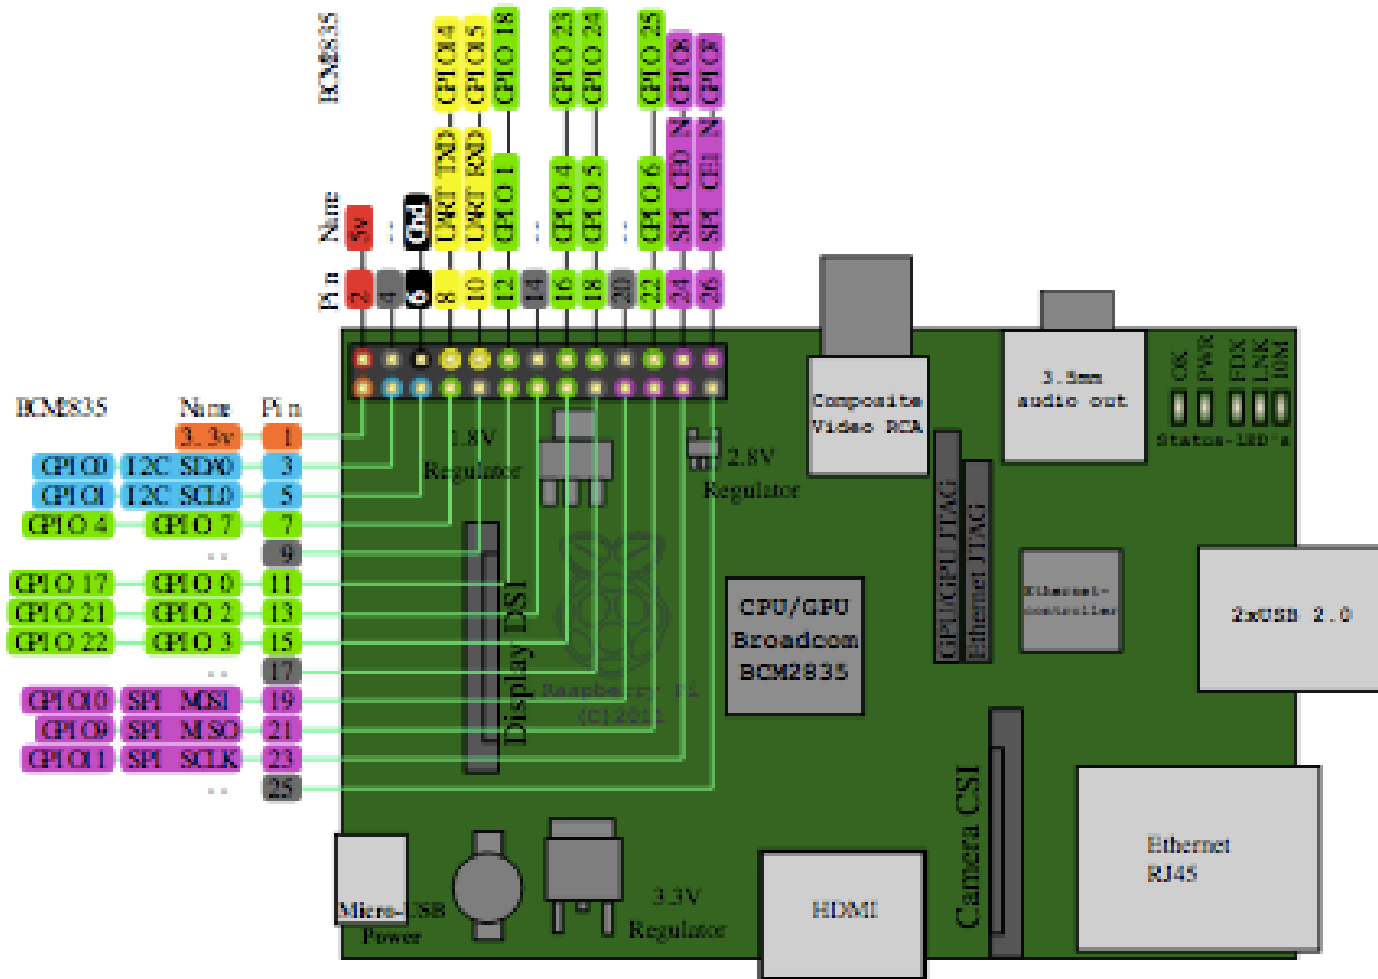 BCM2835
GPIO14
GPIO15
GPIO 18
GPIO 23
GPIO 24
GPIO 25
GPIO8
GPIO7
Name
5v
--
Gnd
UART TXD
UART RXD
GPIO 1
--
GPIO 4
GPIO 5
--
GPIO 6
SPI CE0 N
SPI CE1 N
Pin
2
4
6
8
10
12
14
16
18
20
22
24
26
BCM2835 Name Pin
3.3v 1
GPIO0 I2C SDA0 3
GPIO1 I2C SCL0 5
GPIO 4 GPIO 7 7
-- 9
GPIO 17 GPIO 0 11
GPIO 21 GPIO 2 13
GPIO 22 GPIO 3 15
-- 17
GPIO10 SPI MOSI 19
GPIO9 SPI MISO 21
GPIO11 SPI SCLK 23
-- 25
1.8V
Regulator
2.8V
Regulator
Composite
Video RCA
3.5mm
audio out
OK
PWR
FDX
LNK
10M
Status-LED's
Display DSI
Raspberry Pi
(C)2011
CPU/GPU
Broadcom
BCM2835
GPU/GPU JTAG
Ethernet JTAG
Ethernet-
controller
2xUSB 2.0
Micro-USB
Power
3.3V
Regulator
HDMI
Camera CSI
Ethernet
RJ45